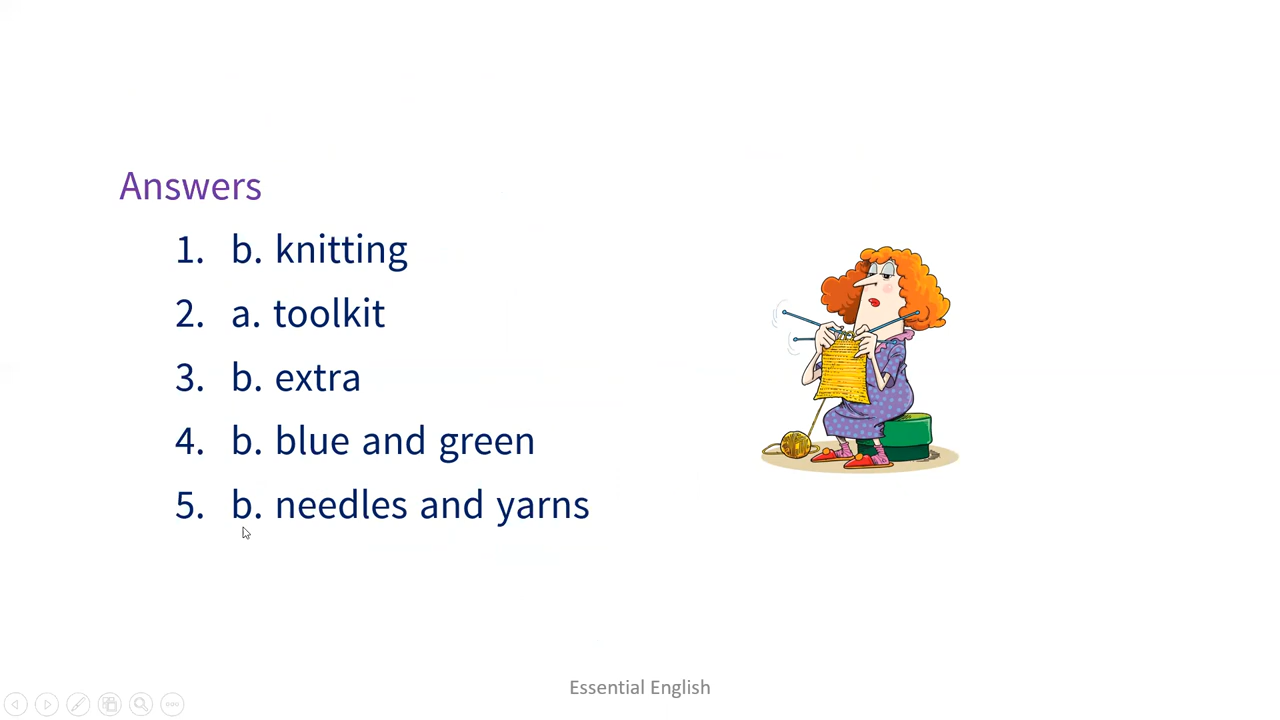 Answers
1. b. knitting
2. a. toolkit
3. b. extra
4. b. blue and green
5. b. needles and yarns
Essential English